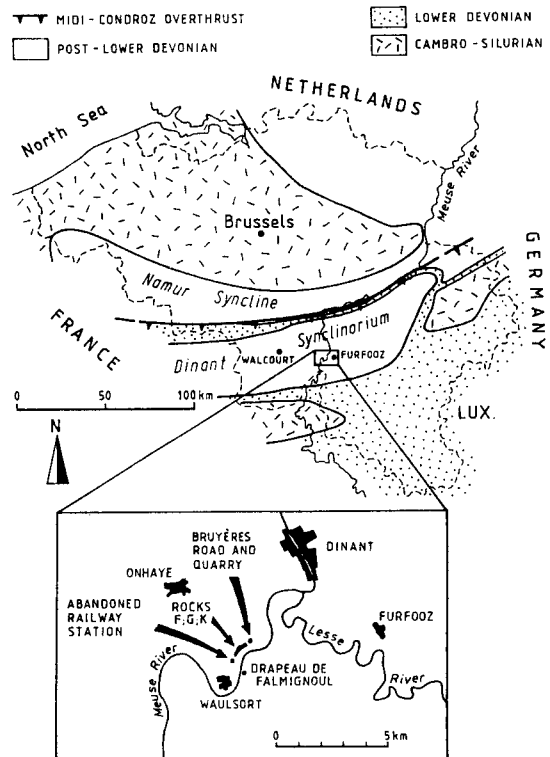 MIDI-CONDROZ OVERTHRUST
POST-LOWER DEVONIAN
LOWER DEVONIAN
CAMBRO-SILURIAN
NETHERLANDS
North Sea
Meuse River
Brussels
GERMANY
Namur Syncline
FRANCE
Synclinorium
Dinant
WALCOURT
FURFOOZ
0 50 100 km
LUX.
N
BRUYÈRES
ROAD AND
QUARRY
DINANT
ONHAYE
ROCKS
F;G;K
ABANDONED
RAILWAY
STATION
FURFOOZ
Lesse
River
Meuse River
DRAPEAU DE
FALMIGNOUL
WAULSORT
0 5 km